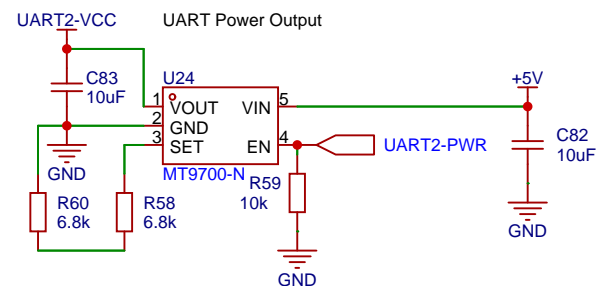 UART2-VCC
UART Power Output
C83
10uF
U24
1
VOUT
VIN
5
+5V
2
GND
3
SET
EN
4
UART2-PWR
C82
10uF
GND
MT9700-N
R59
10k
R60
6.8k
R58
6.8k
GND
GND